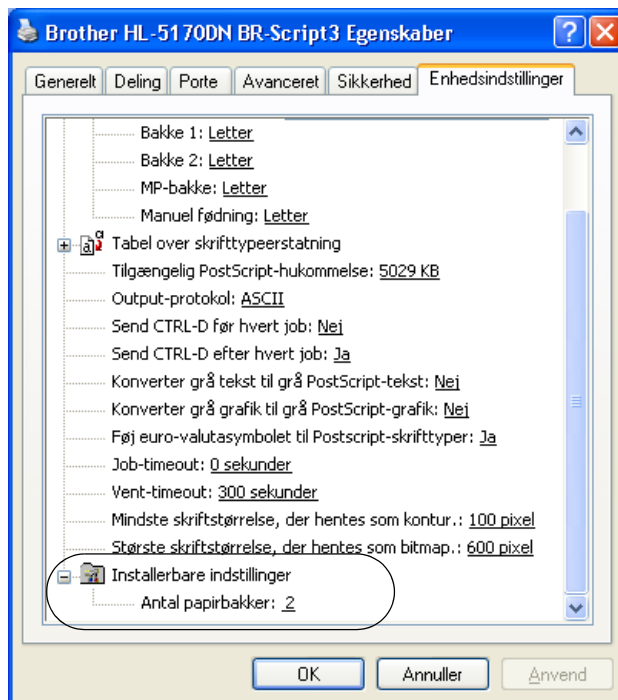 Brother HL-5170DN BR-Script3 Egenskaber
Generelt Deling Porte Avanceret Sikkerhed Enhedsindstillinger
Bakke 1: Letter
Bakke 2: Letter
MP-bakke: Letter
Manuel fødning: Letter
Tabel over skrifttypeerstatning
Tilgængelig PostScript-hukommelse: 5029 KB
Output-protokol: ASCII
Send CTRL-D før hvert job: Nej
Send CTRL-D efter hvert job: Ja
Konverter grå tekst til grå PostScript-tekst: Nej
Konverter grå grafik til grå PostScript-grafik: Nej
Føj euro-valutasymbolet til Postscript-skrifttyper: Ja
Job-timeout: 0 sekunder
Vent-timeout: 300 sekunder
Mindste skriftstørrelse, der hentes som kontur.: 100 pixel
Største skriftstørrelse, der hentes som bitmap.: 600 pixel
Installerbare indstillinger
Antal papirbakker: 2
OK Annuller Anvend